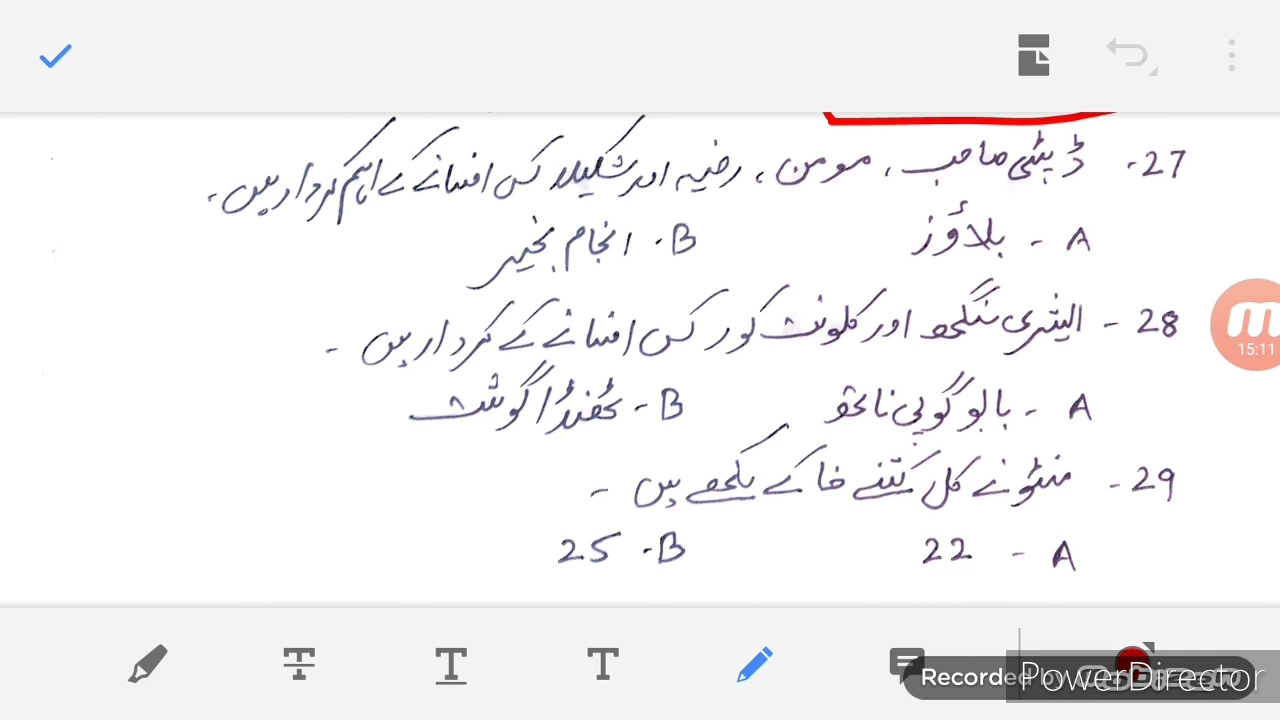 27- ڈپٹی صاحب ، مومن ، رضیہ اور شکیلہ کس افسانے کے اہم کردار ہیں ۔
A - بلاؤز B - انجام بخیر
28 - ایشری سنگھ اور کلونت کور کس افسانے کے کردار ہیں ۔
A - بابو گوپی ناتھ B - ٹھنڈا گوشت
29 - منٹو نے کل کتنے خاکے لکھے ہیں ۔
A - 22 B - 25
15:11
T T T
Recorded by
PowerDirector